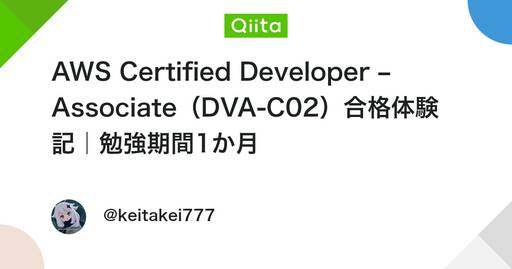 Qiita
AWS Certified Developer –
Associate（DVA-C02）合格体験
記｜勉強期間1か月
@keitakei777